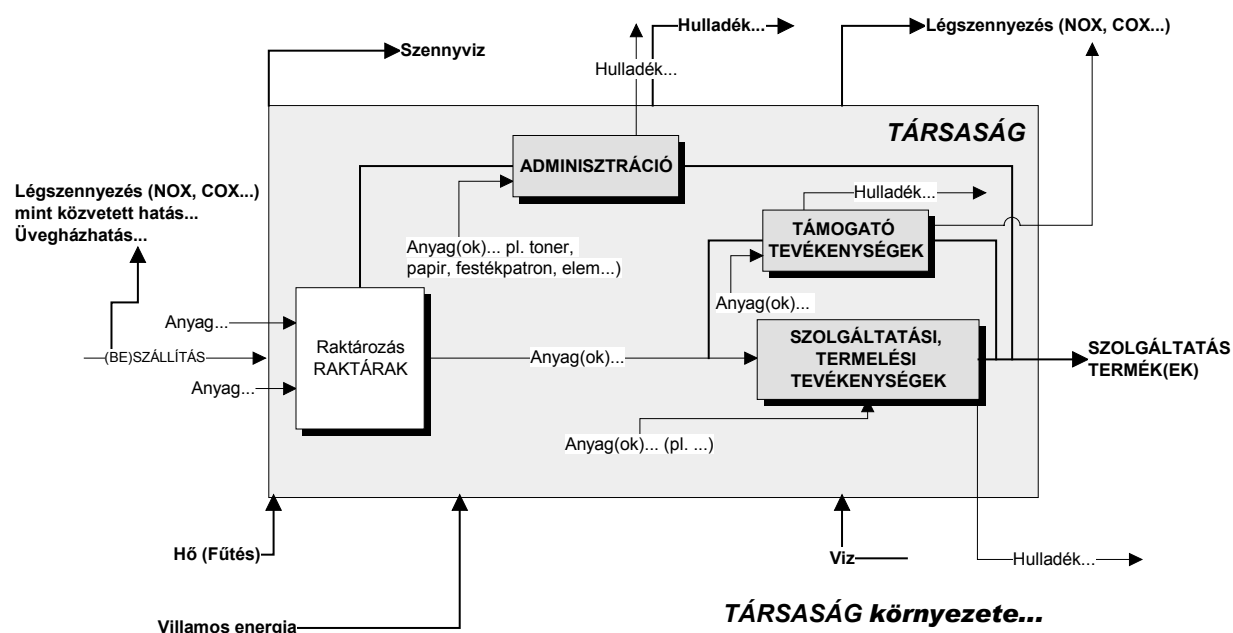 Hulladék...
Légszennyezés (NOX, COX...)
Szennyviz
Hulladék...
TÁRSASÁG
ADMINISZTRÁCIÓ
Légszennyezés (NOX, COX...)
mint közvetett hatás...
Üvegházhatás...
Hulladék...
TÁMOGATÓ
TEVÉKENYSÉGEK
Anyag(ok)... pl. toner,
papir, festékpatron, elem...)
Anyag(ok)...
Anyag...
(BE)SZÁLLÍTÁS
Anyag...
Raktározás
RAKTÁRAK
Anyag(ok)...
SZOLGÁLTATÁSI,
TERMELÉSI
TEVÉKENYSÉGEK
SZOLGÁLTATÁS
TERMÉK(EK)
Anyag(ok)... (pl. ...)
Hő (Fűtés)
Viz
Hulladék...
TÁRSASÁG környezete...
Villamos energia